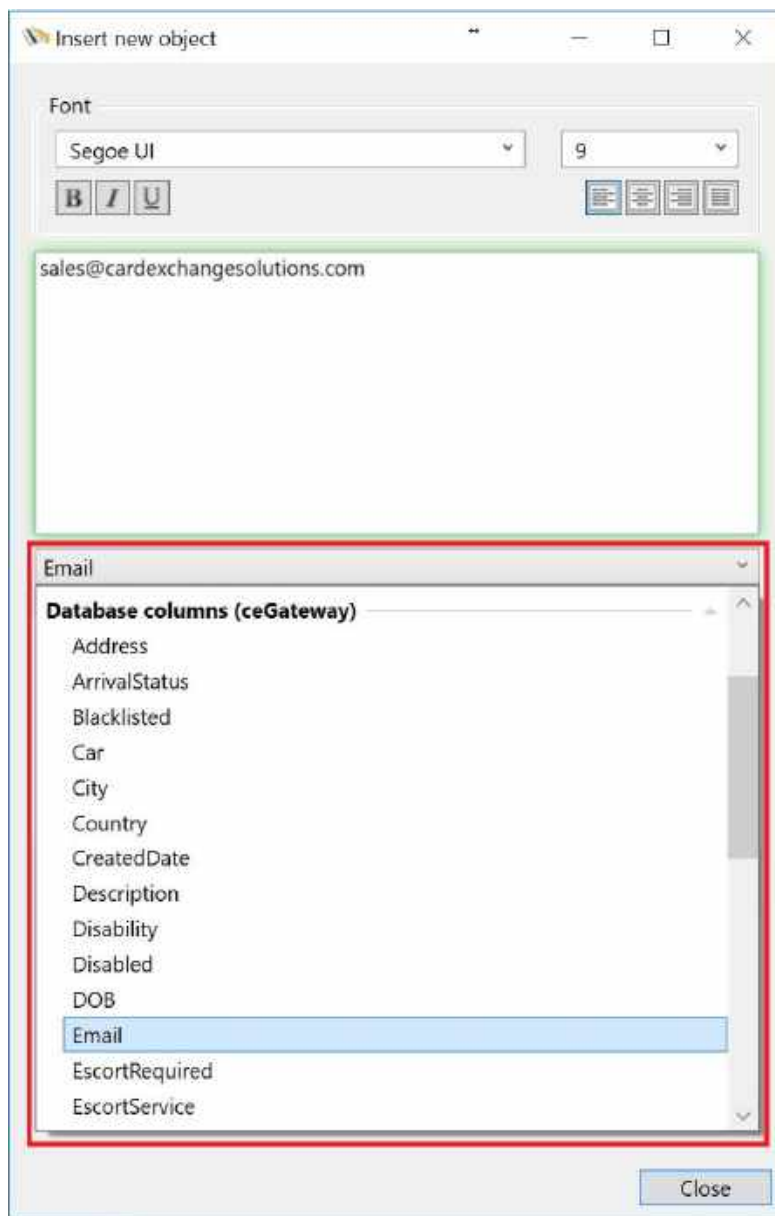 Insert new object
Font
Segoe UI 9
B I U
sales@cardexchangesolutions.com
Email
Database columns (ceGateway)
Address
ArrivalStatus
Blacklisted
Car
City
Country
CreatedDate
Description
Disability
Disabled
DOB
Email
EscortRequired
EscortService
Close